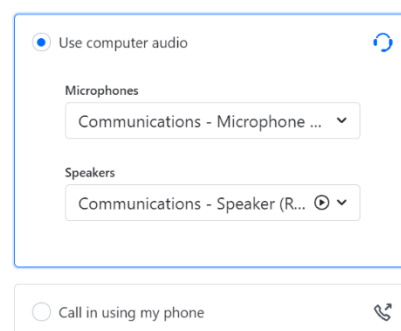 Use computer audio
Microphones
Communications - Microphone ...
Speakers
Communications - Speaker (R...
Call in using my phone